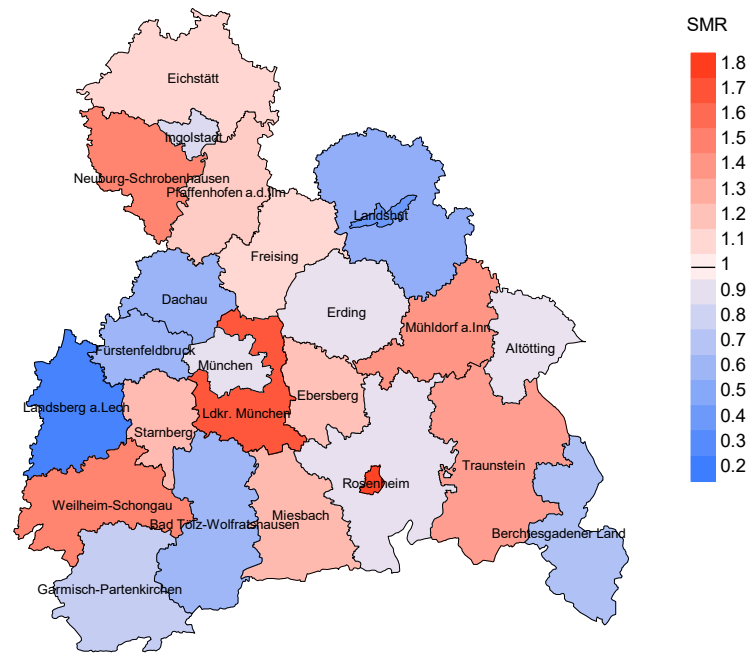 SMR
1.8
1.7
1.6
1.5
1.4
1.3
1.2
1.1
1
0.9
0.8
0.7
0.6
0.5
0.4
0.3
0.2
Eichstätt
Ingolstadt
Neuburg-Schrobenhausen
Pfaffenhofen a.d.Ilm
Landshut
Freising
Dachau
Erding
Mühldorf a.Inn
Fürstenfeldbruck
München
Altötting
Ebersberg
Landsberg a.Lech
Ldkr. München
Starnberg
Traunstein
Rosenheim
Weilheim-Schongau
Miesbach
Bad Tölz-Wolfratshausen
Berchtesgadener Land
Garmisch-Partenkirchen